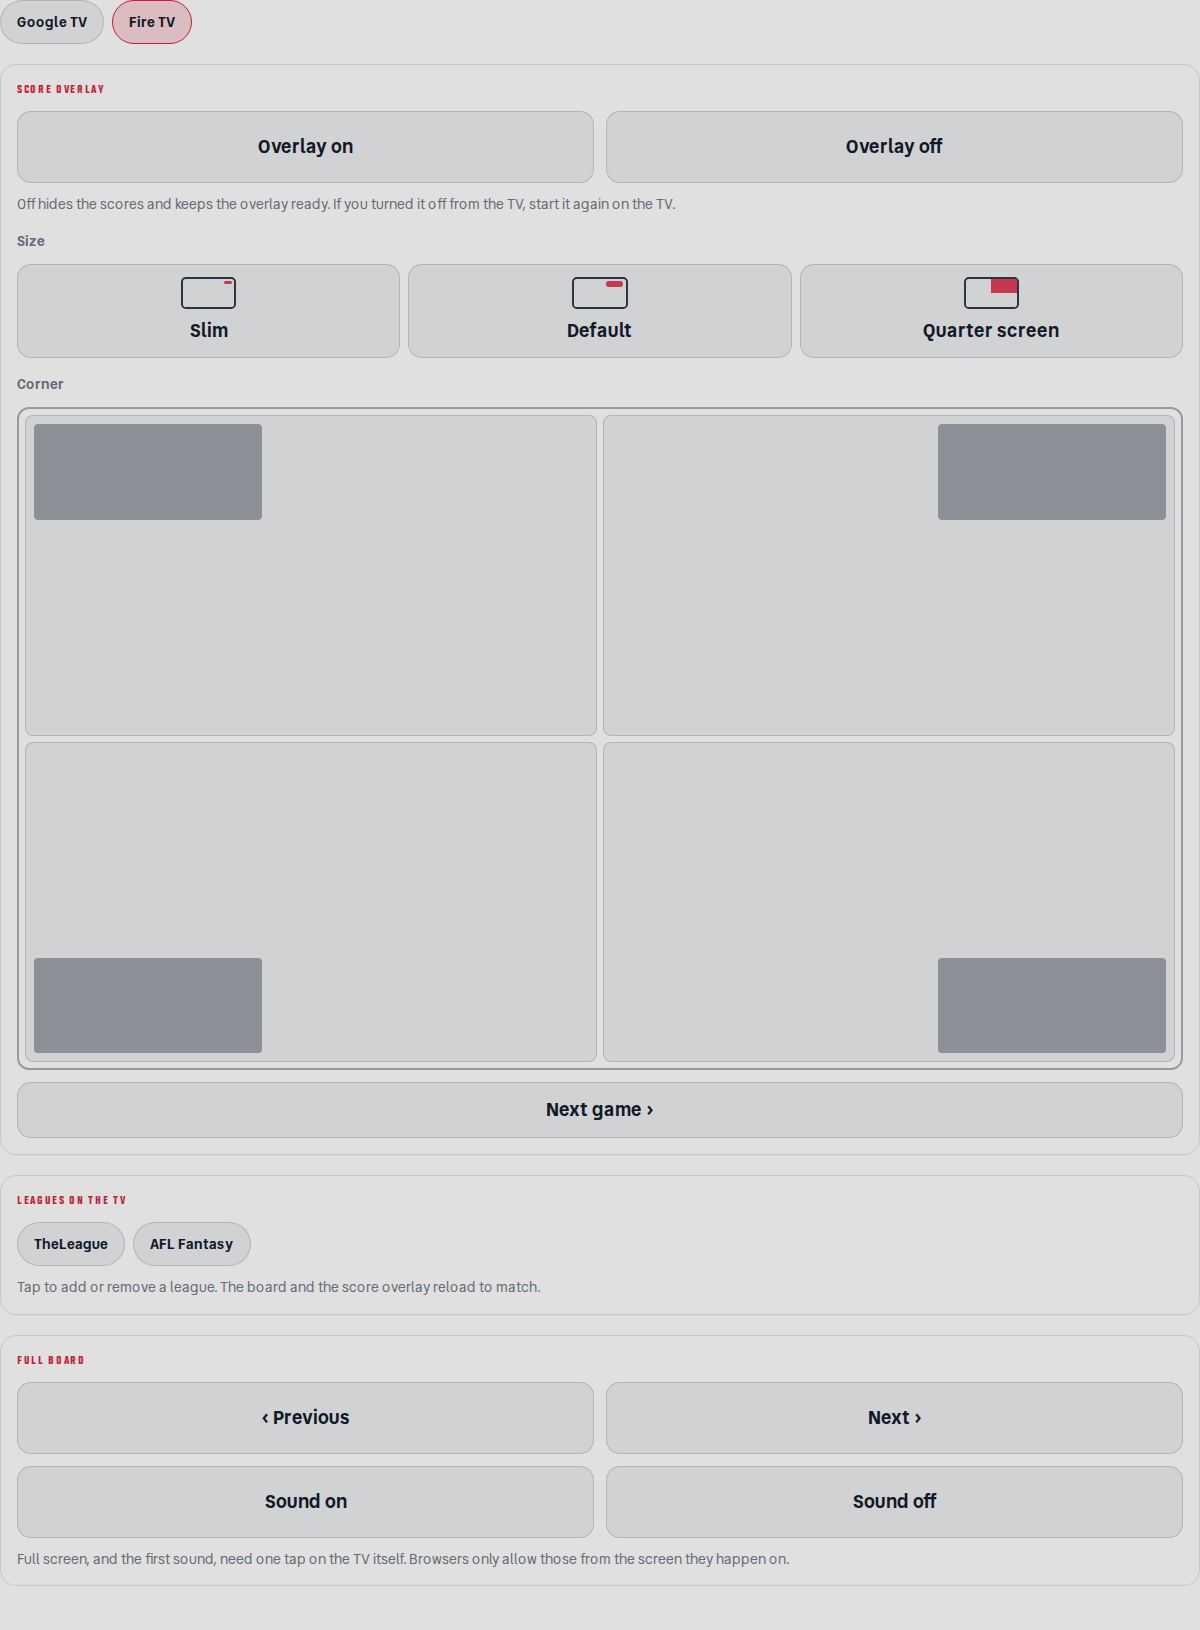 Google TV
Fire TV
SCORE OVERLAY
Overlay on
Overlay off
Off hides the scores and keeps the overlay ready. If you turned it off from the TV, start it again on the TV.
Size
Slim
Default
Quarter screen
Corner
Next game ›
LEAGUES ON THE TV
TheLeague
AFL Fantasy
Tap to add or remove a league. The board and the score overlay reload to match.
FULL BOARD
‹ Previous
Next ›
Sound on
Sound off
Full screen, and the first sound, need one tap on the TV itself. Browsers only allow those from the screen they happen on.